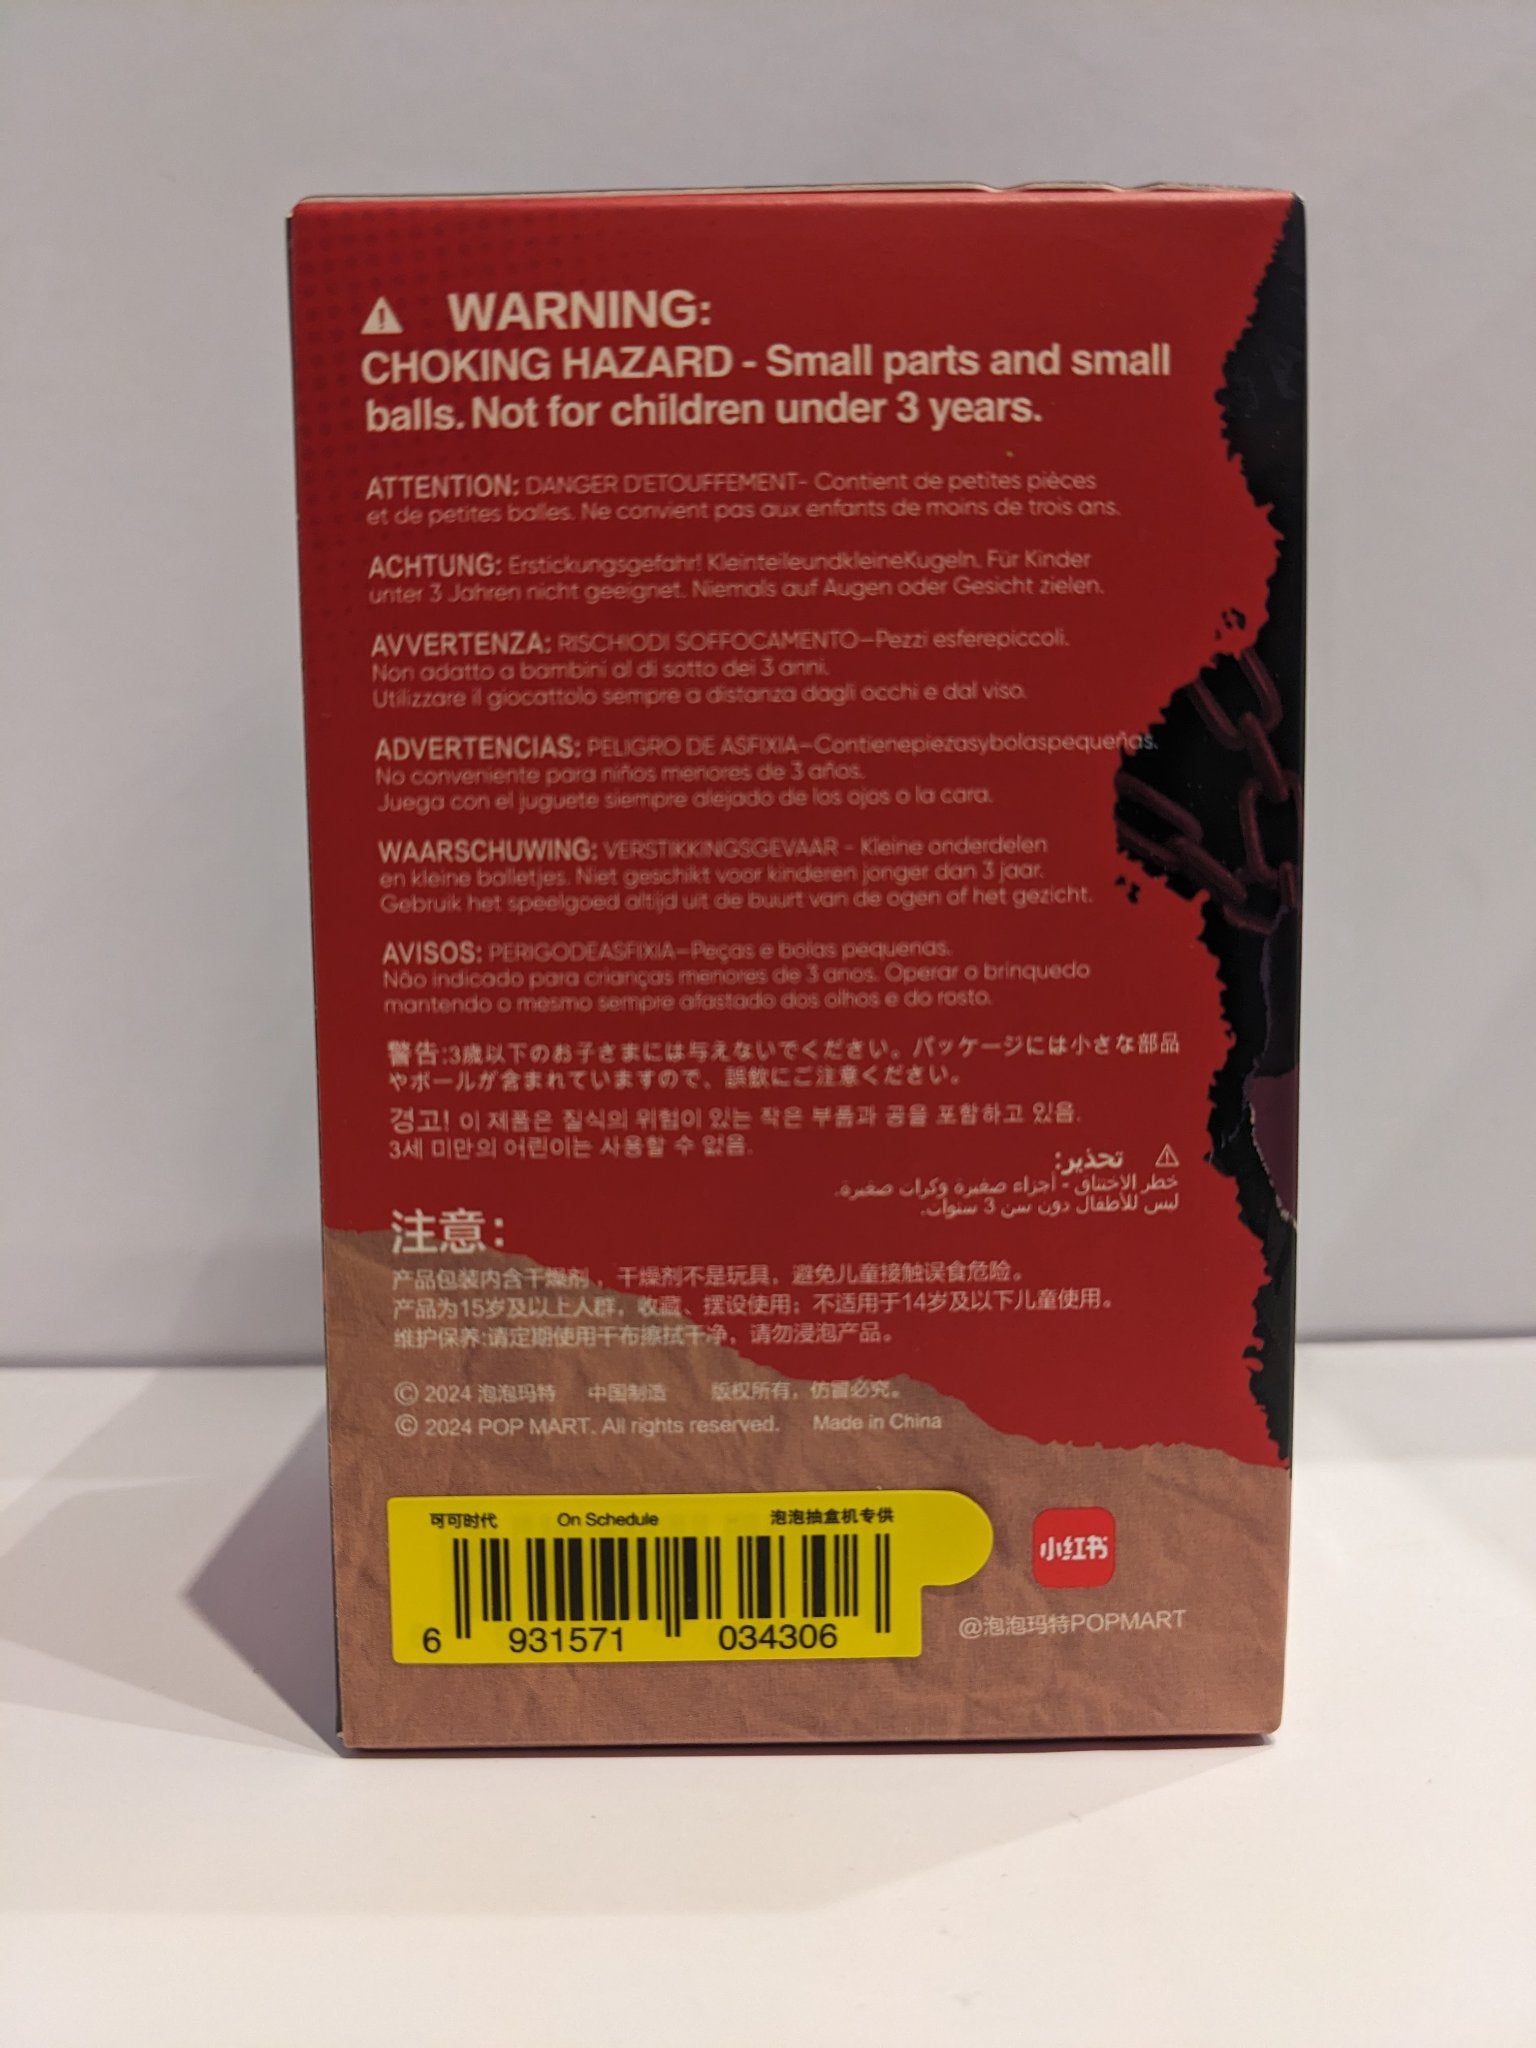 WARNING:
CHOKING HAZARD - Small parts and small
balls. Not for children under 3 years.
ATTENTION: DANGER D'ETOUFFEMENT- Contient de petites pièces
et de petites balles. Ne convient pas aux enfants de moins de trois ans.
ACHTUNG: Erstickungsgefahr! KleinteileundkleineKugeln. Für Kinder
unter 3 Jahren nicht geeignet. Niemals auf Augen oder Gesicht zielen.
AVVERTENZA: RISCHIODI SOFFOCAMENTO—Pezzi esferepiccoli.
Non adatto a bambini al di sotto dei 3 anni.
Utilizzare il giocattolo sempre a distanza dagli occhi e dal viso.
ADVERTENCIAS: PELIGRO DE ASFIXIA—Contienepiezasybolaspequeñas.
No conveniente para niños menores de 3 años.
Juega con el juguete siempre alejado de los ojos o la cara.
WAARSCHUWING: VERSTIKKINGSGEVAAR - Kleine onderdelen
en kleine balletjes. Niet geschikt voor kinderen jonger dan 3 jaar.
Gebruik het speelgoed altijd uit de buurt van de ogen of het gezicht.
AVISOS: PERIGODEASFIXIA—Peças e bolas pequenas.
Não indicado para crianças menores de 3 anos. Operar o brinquedo
mantendo o mesmo sempre afastado dos olhos e do rosto.
警告:3歳以下のお子さまには与えないでください。パッケージには小さな部品
やボールが含まれていますので、誤飲にご注意ください。
경고! 이 제품은 질식의 위험이 있는 작은 부품과 공을 포함하고 있음.
3세 미만의 어린이는 사용할 수 없음.
تحذير:
خطر الاختناق - أجزاء صغيرة وكرات صغيرة.
ليس للأطفال دون سن 3 سنوات.
注意：
产品包装内含干燥剂，干燥剂不是玩具，避免儿童接触误食危险。
产品为15岁及以上人群，收藏、摆设使用；不适用于14岁及以下儿童使用。
维护保养:请定期使用干布擦拭干净，请勿浸泡产品。
© 2024 泡泡玛特 中国制造 版权所有，仿冒必究。
© 2024 POP MART. All rights reserved. Made in China
可可时代 On Schedule 泡泡抽盒机专供
6 931571 034306
小红书
@泡泡玛特POPMART